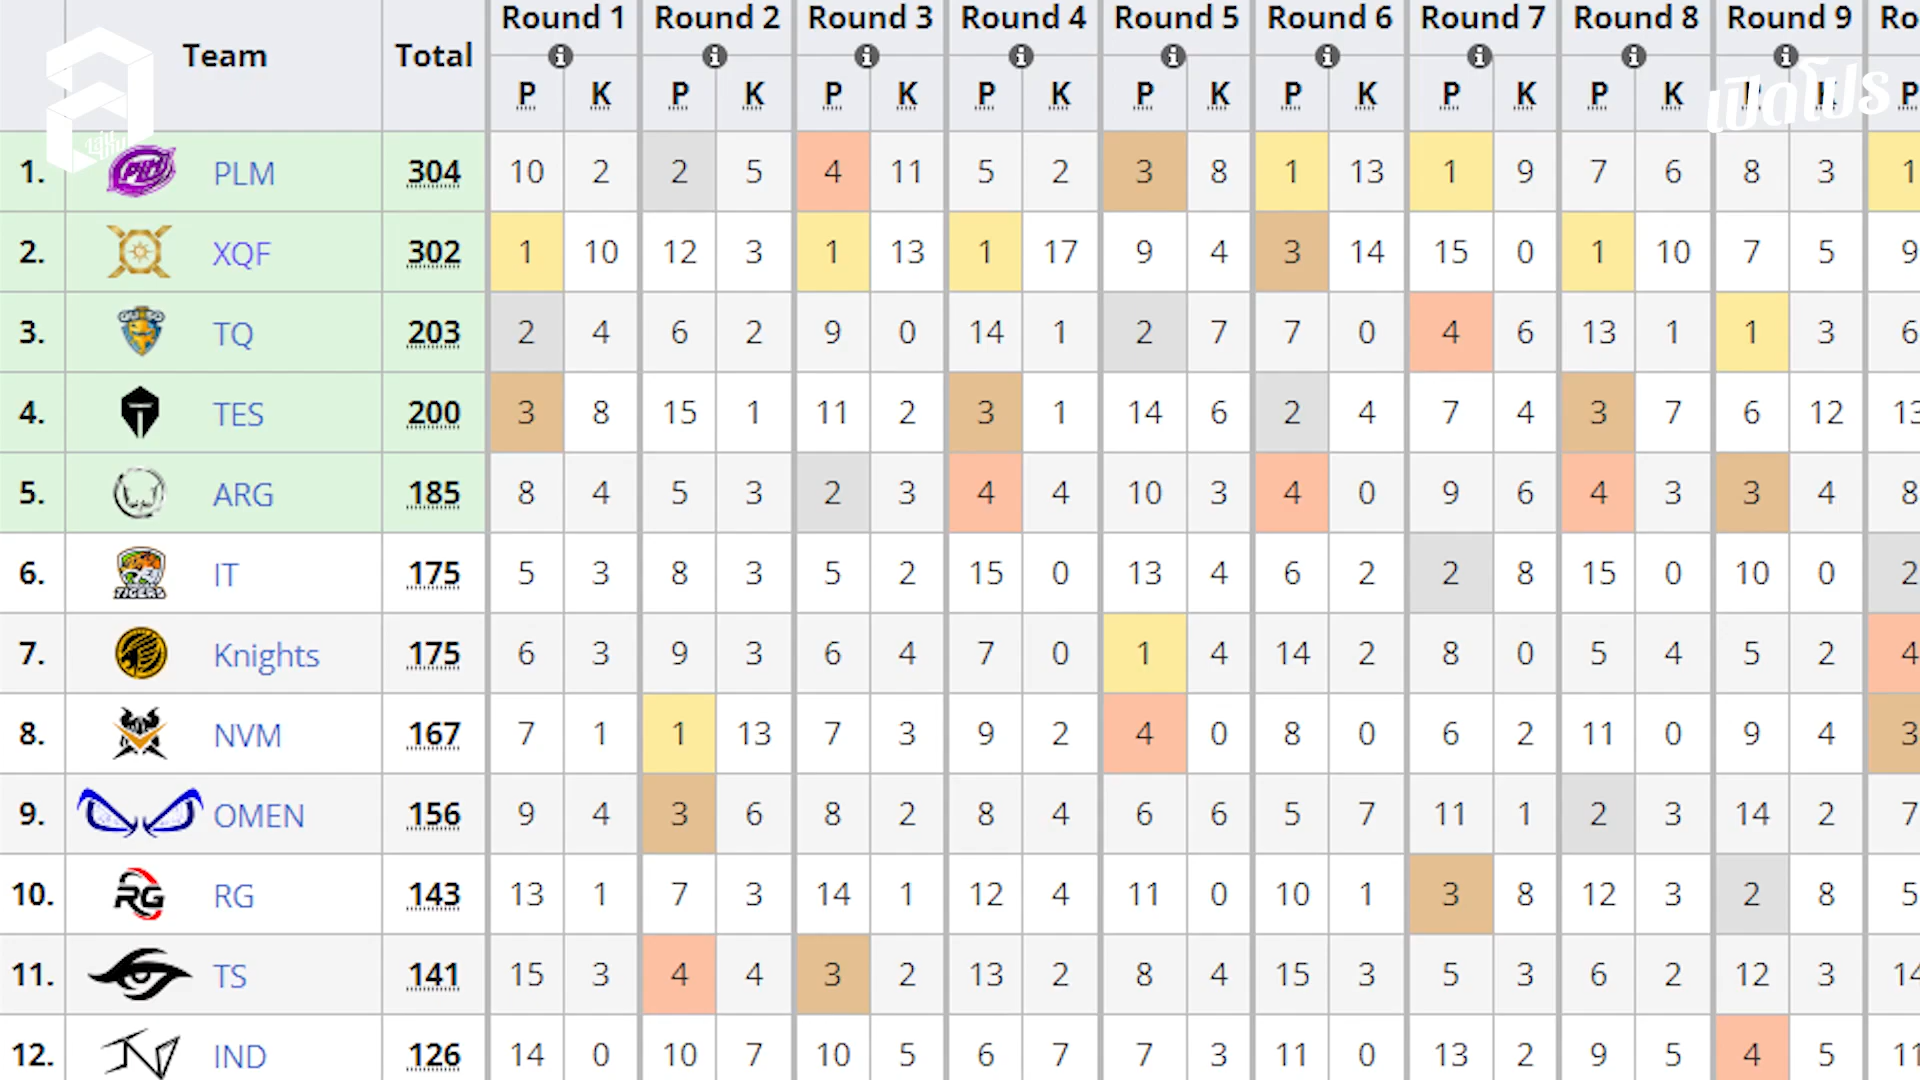 Team Total Round 1 Round 2 Round 3 Round 4 Round 5 Round 6 Round 7 Round 8 Round 9 Ro
P K P K P K P K P K P K P K P K P K P
1. PLM 304 10 2 2 5 4 11 5 2 3 8 1 13 1 9 7 6 8 3 1
2. XQF 302 1 10 12 3 1 13 1 17 9 4 3 14 15 0 1 10 7 5 9
3. TQ 203 2 4 6 2 9 0 14 1 2 7 7 0 4 6 13 1 1 3 6
4. TES 200 3 8 15 1 11 2 3 1 14 6 2 4 7 4 3 7 6 12 13
5. ARG 185 8 4 5 3 2 3 4 4 10 3 4 0 9 6 4 3 3 4 8
6. TIGERS IT 175 5 3 8 3 5 2 15 0 13 4 6 2 2 8 15 0 10 0 2
7. Knights 175 6 3 9 3 6 4 7 0 1 4 14 2 8 0 5 4 5 2 4
8. NVM 167 7 1 1 13 7 3 9 2 4 0 8 0 6 2 11 0 9 4 3
9. OMEN 156 9 4 3 6 8 2 8 4 6 6 5 7 11 1 2 3 14 2 7
10. RG RG 143 13 1 7 3 14 1 12 4 11 0 10 1 3 8 12 3 2 8 5
11. TS 141 15 3 4 4 3 2 13 2 8 4 15 3 5 3 6 2 12 3 14
12. IND 126 14 0 10 7 10 5 6 7 7 3 11 0 13 2 9 5 4 5 11
เปิดโปร